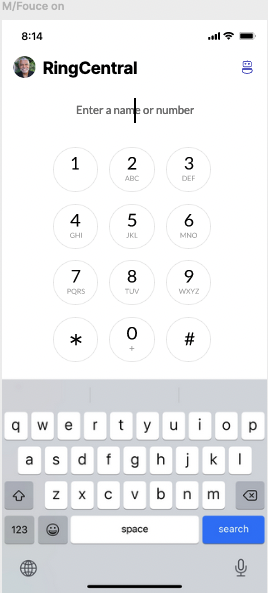 M/Fouce on
8:14
RingCentral
Enter a name or number
1
2
ABC
3
DEF
4
GHI
5
JKL
6
MNO
7
PQRS
8
TUV
9
WXYZ
*
0
+
#
q w e r t y u i o p
a s d f g h j k l
z x c v b n m
123 space search